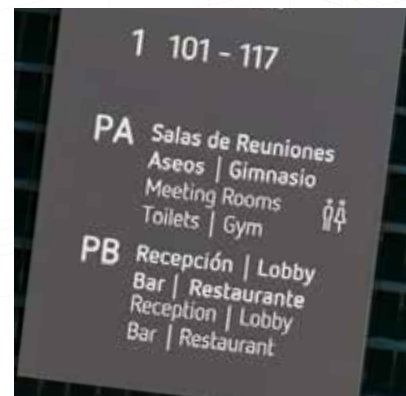 1 101 - 117
PA Salas de Reuniones
Aseos | Gimnasio
Meeting Rooms
Toilets | Gym
PB Recepción | Lobby
Bar | Restaurante
Reception | Lobby
Bar | Restaurant